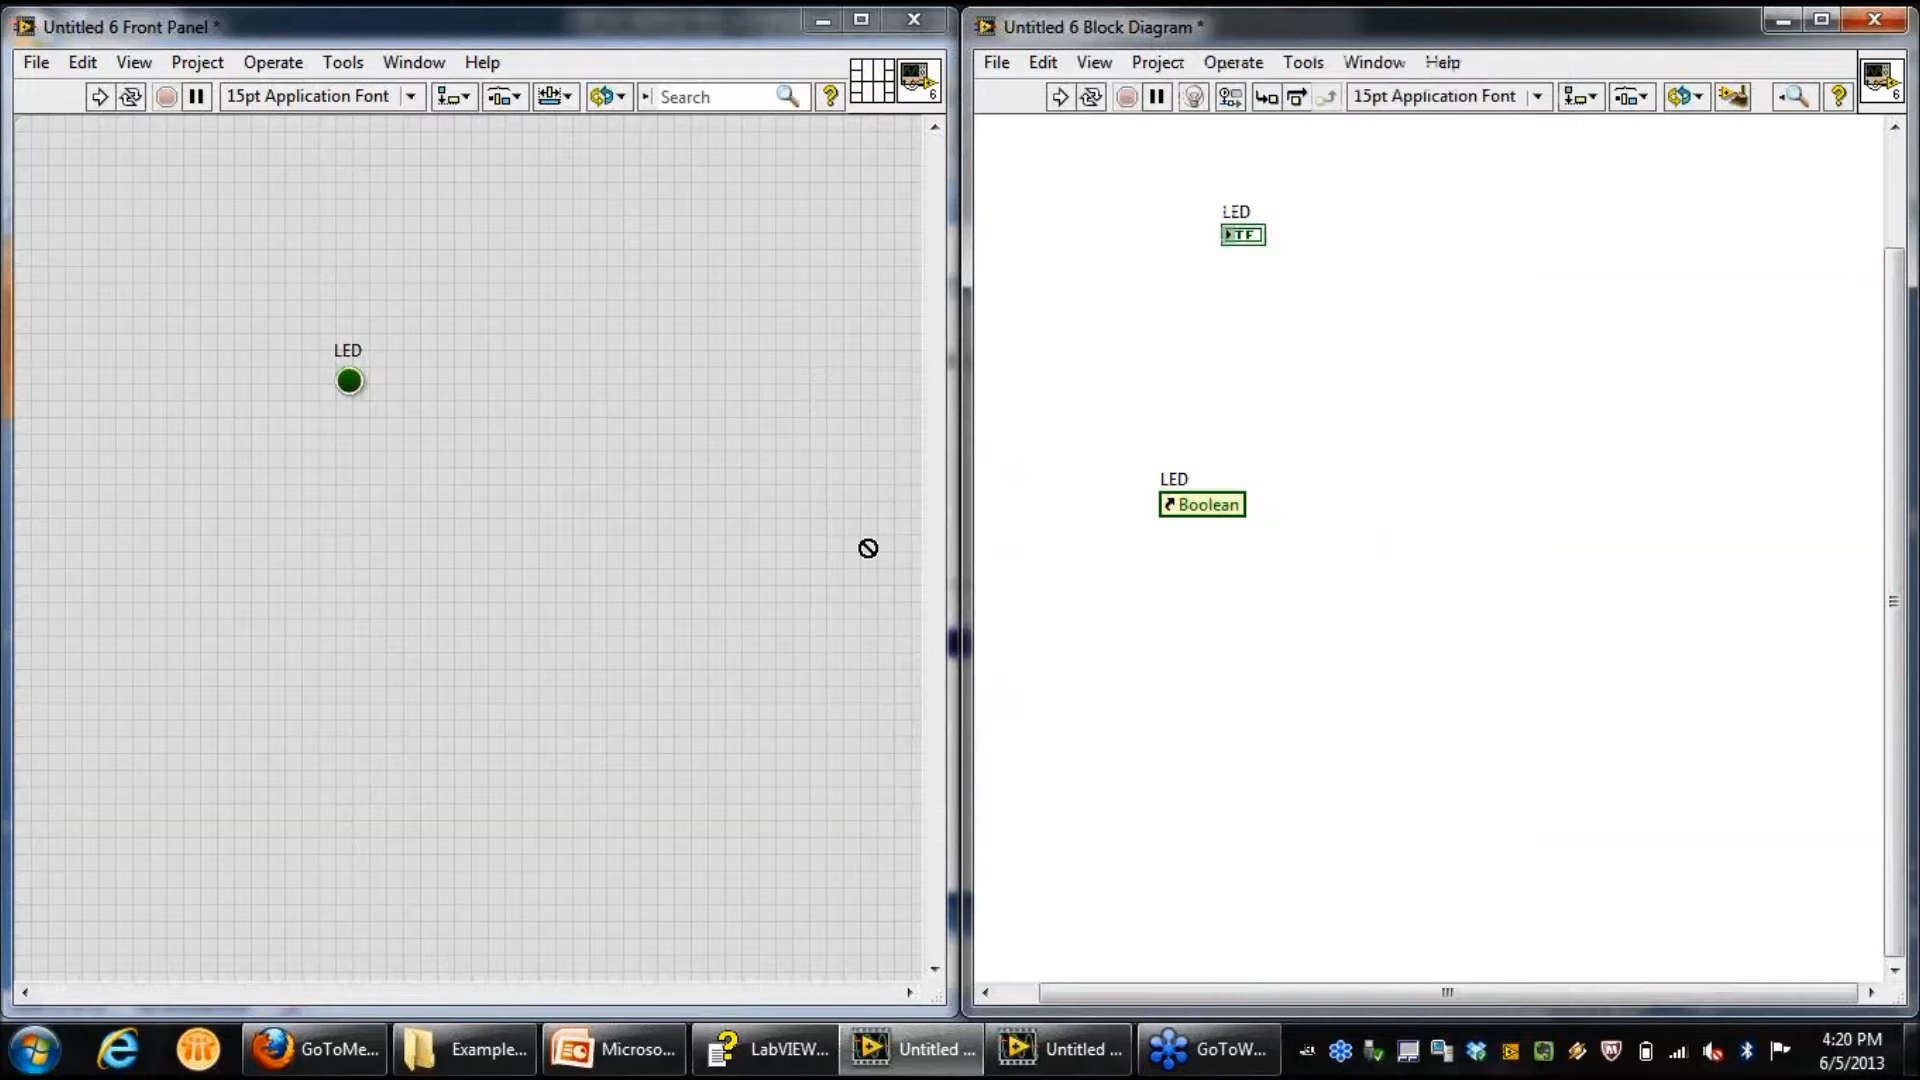 Untitled 6 Front Panel *
File Edit View Project Operate Tools Window Help
15pt Application Font
Search
6
LED
Untitled 6 Block Diagram *
File Edit View Project Operate Tools Window Help
15pt Application Font
6
LED
TF
LED
Boolean
GoToMe...
Example...
Microso...
LabVIEW...
Untitled ...
Untitled ...
GoToW...
4:20 PM
6/5/2013